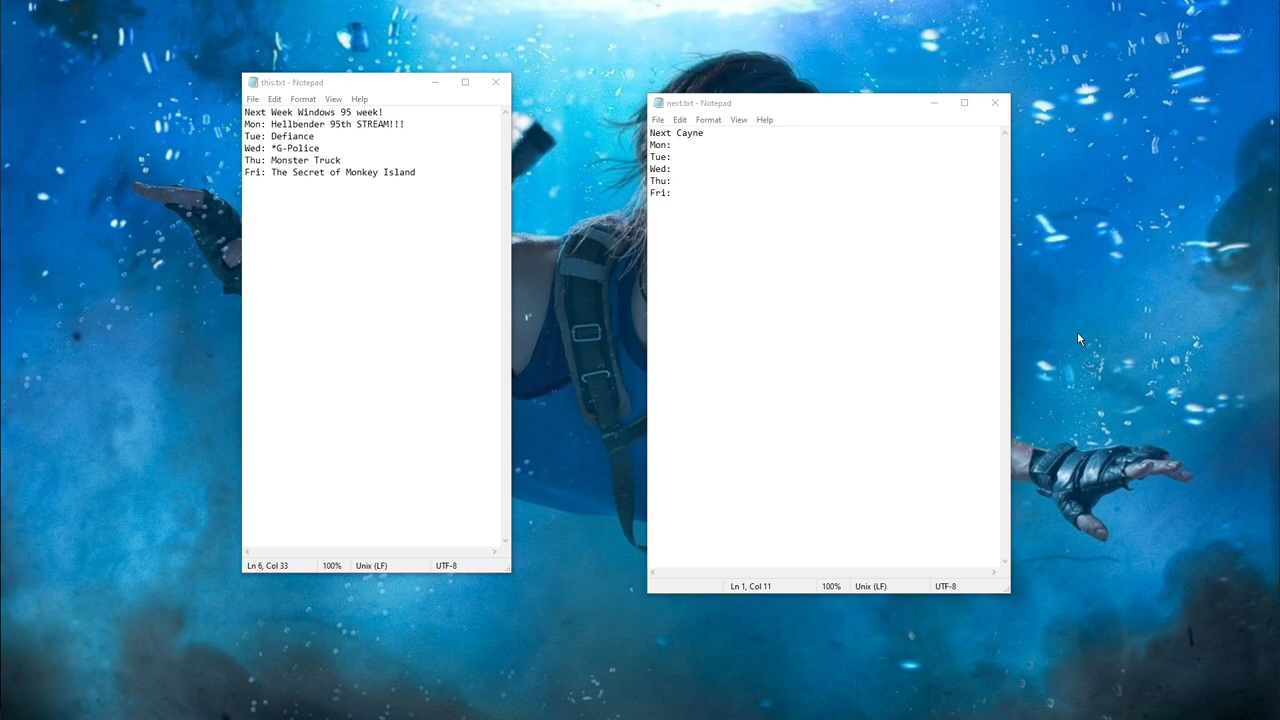 this.txt - Notepad
File Edit Format View Help
Next Week Windows 95 week!
Mon: Hellbender 95th STREAM!!!
Tue: Defiance
Wed: *G-Police
Thu: Monster Truck
Fri: The Secret of Monkey Island
Ln 6, Col 33 100% Unix (LF) UTF-8
next.txt - Notepad
File Edit Format View Help
Next Cayne
Mon:
Tue:
Wed:
Thu:
Fri:
Ln 1, Col 11 100% Unix (LF) UTF-8